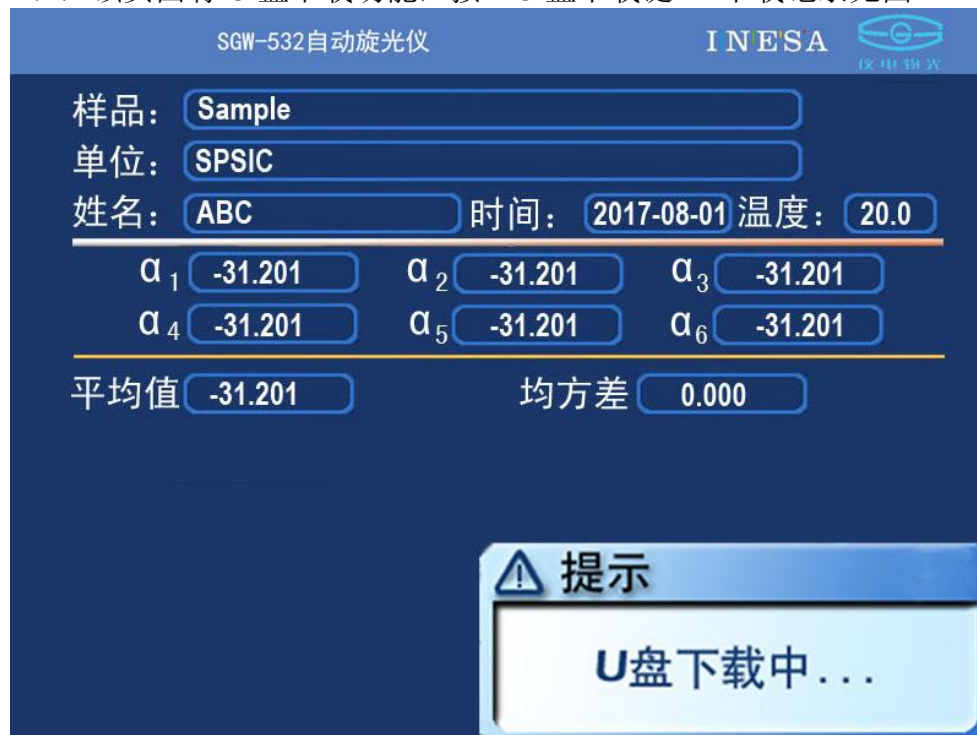 SGW-532自动旋光仪 INESA
仪电物光
样品： Sample
单位： SPSIC
姓名： ABC 时间： 2017-08-01 温度： 20.0
α1 -31.201 α2 -31.201 α3 -31.201
α4 -31.201 α5 -31.201 α6 -31.201
平均值 -31.201 均方差 0.000
提示
U盘下载中...